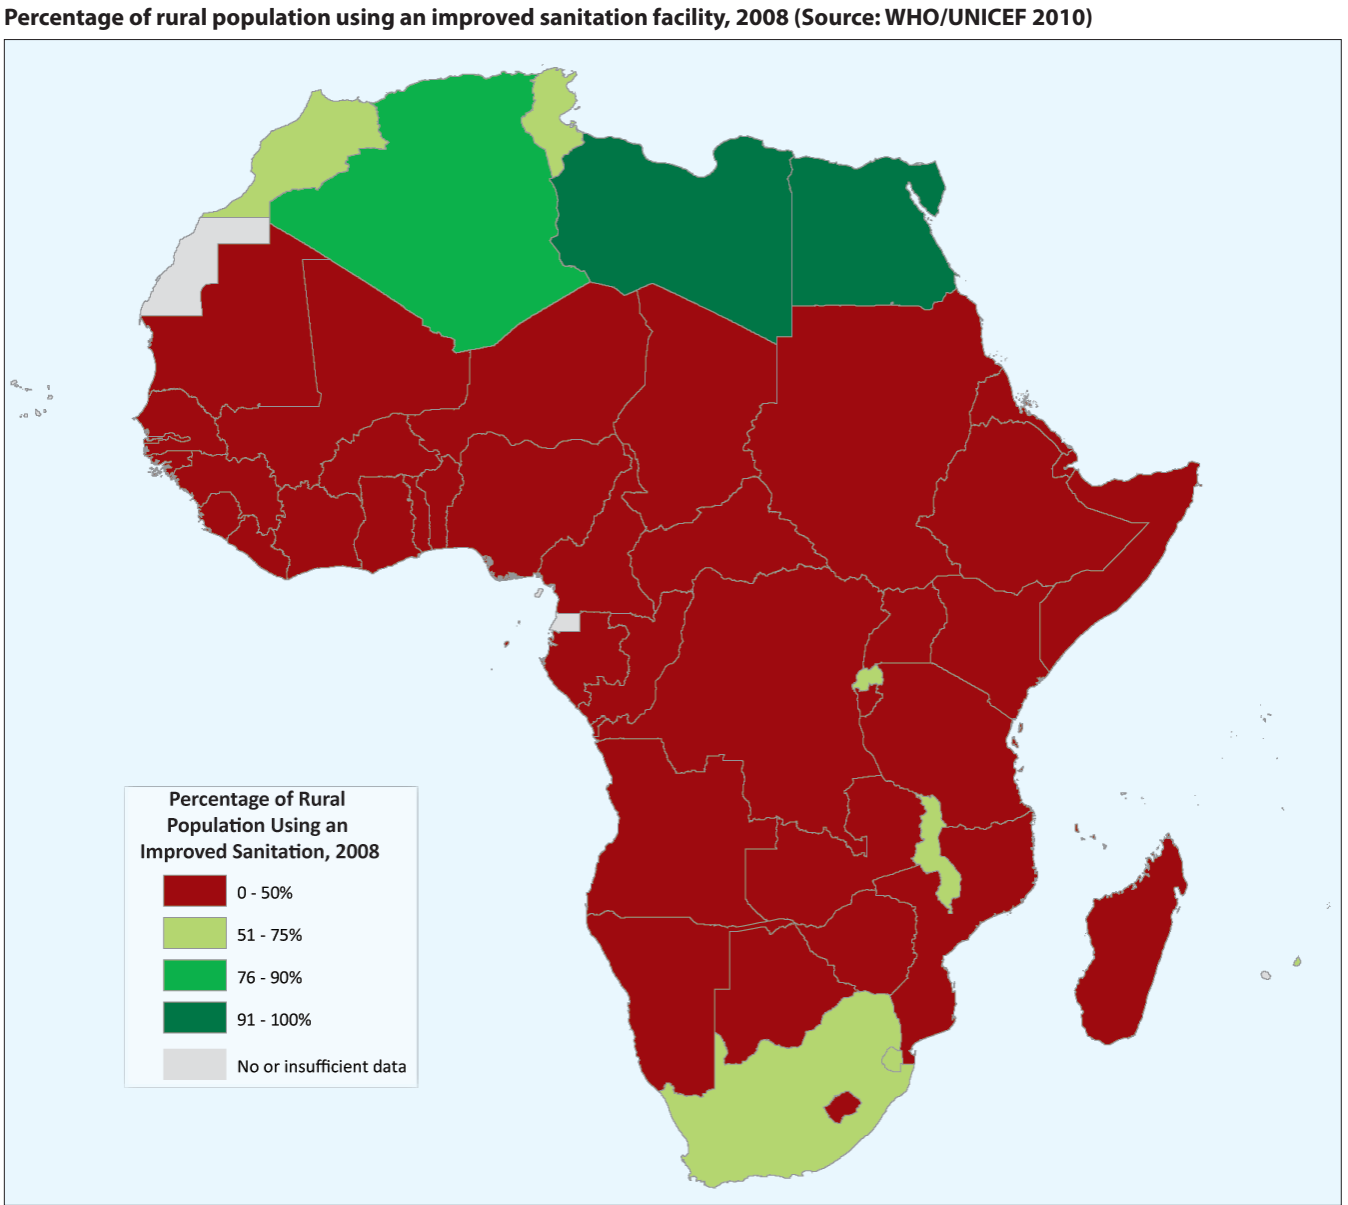 Percentage of rural population using an improved sanitation facility, 2008 (Source: WHO/UNICEF 2010)
Percentage of Rural
Population Using an
Improved Sanitation, 2008
0 - 50%
51 - 75%
76 - 90%
91 - 100%
No or insufficient data